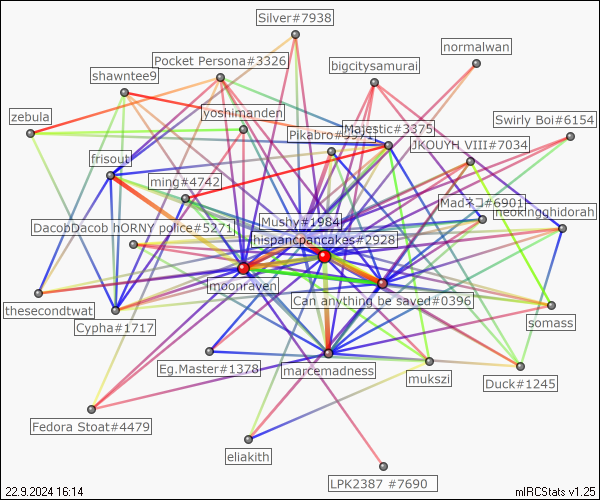 Silver#7938
normalwan
Pocket Persona#3326
bigcitysamurai
shawntee9
zebula
yoshimanden
Swirly Boi#6154
Majestic#3375
JKOUYH VIII#7034
frisout
ming#4742
Madネコ#6901
neokingghidorah
Mushy#1984
DacobDacob hORNY police#5271
hispancpancakes#2928
moonraven
Can anything be saved#0396
thesecondtwat
Cypha#1717
somass
Eg.Master#1378
marcemadness
mukszi
Duck#1245
Fedora Stoat#4479
eliakith
LPK2387 #7690
22.9.2024 16:14
mIRCStats v1.25